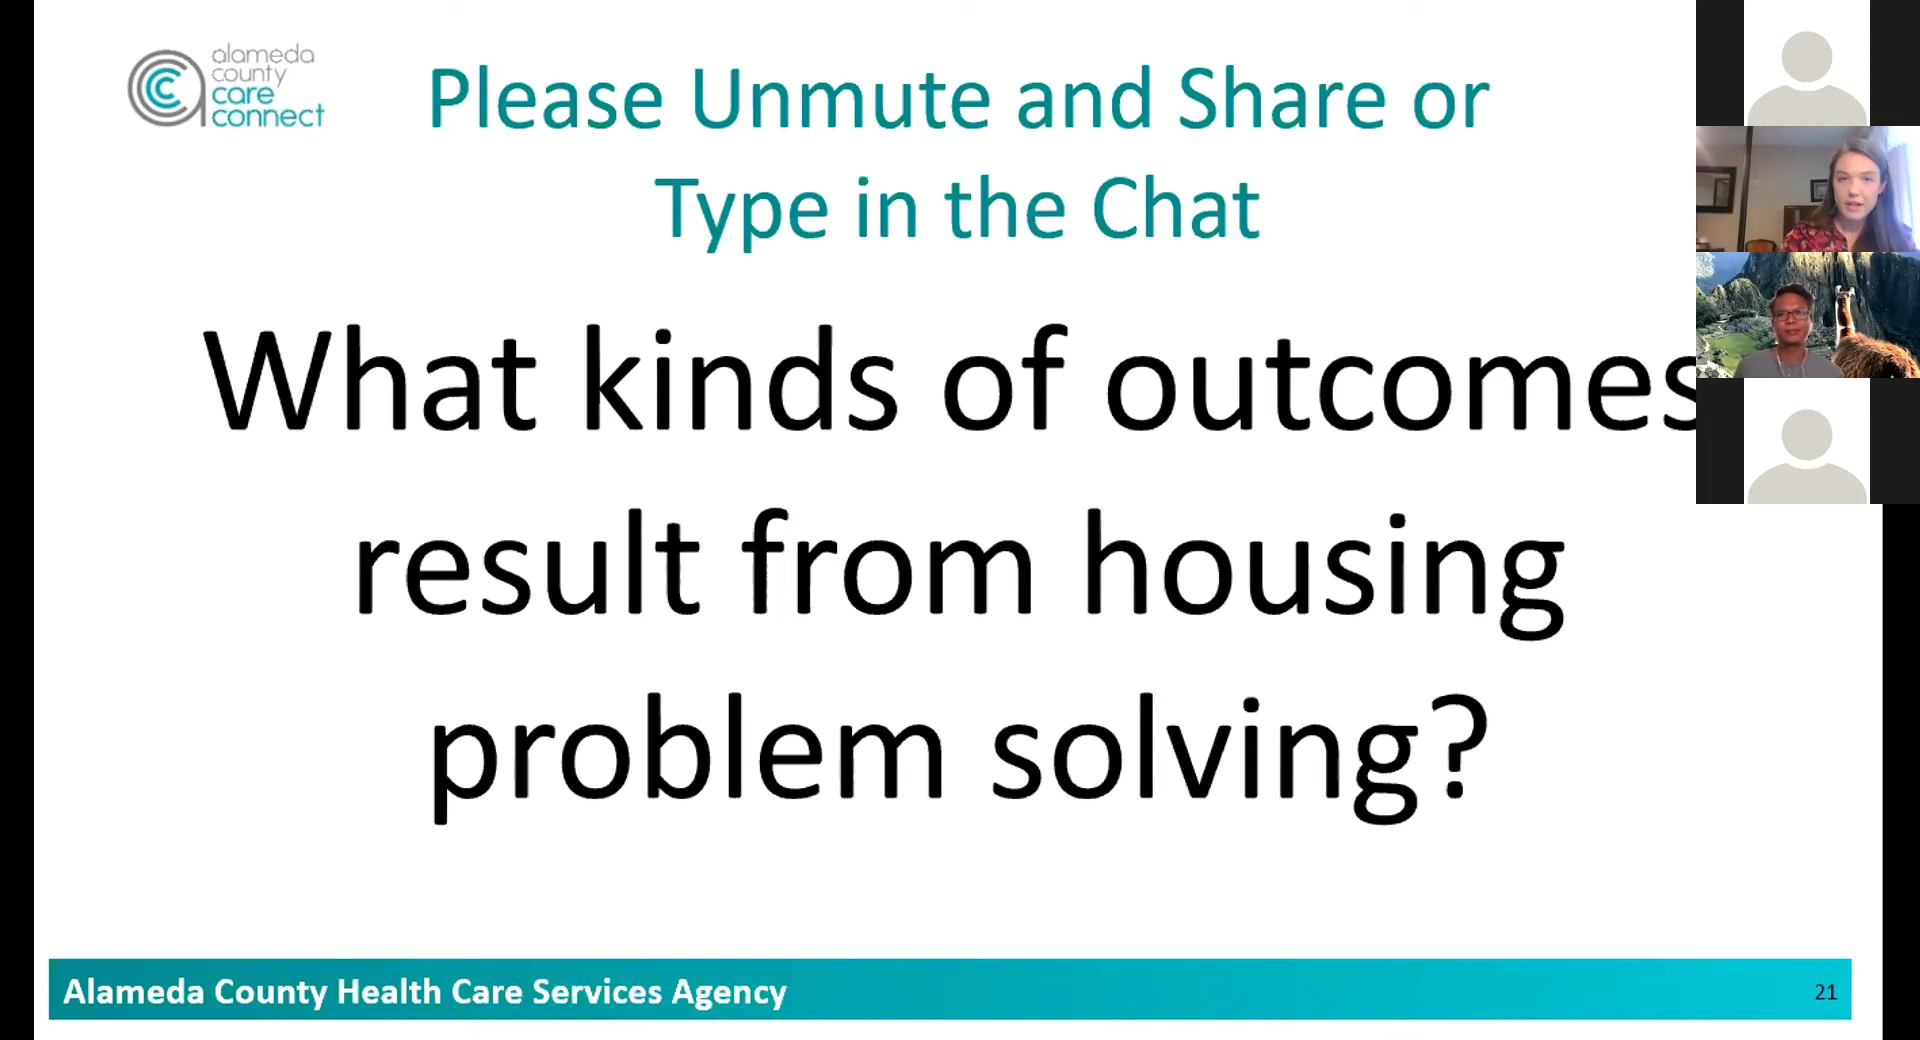 alameda
county
care
connect
Please Unmute and Share or
Type in the Chat
What kinds of outcomes
result from housing
problem solving?
Alameda County Health Care Services Agency
21